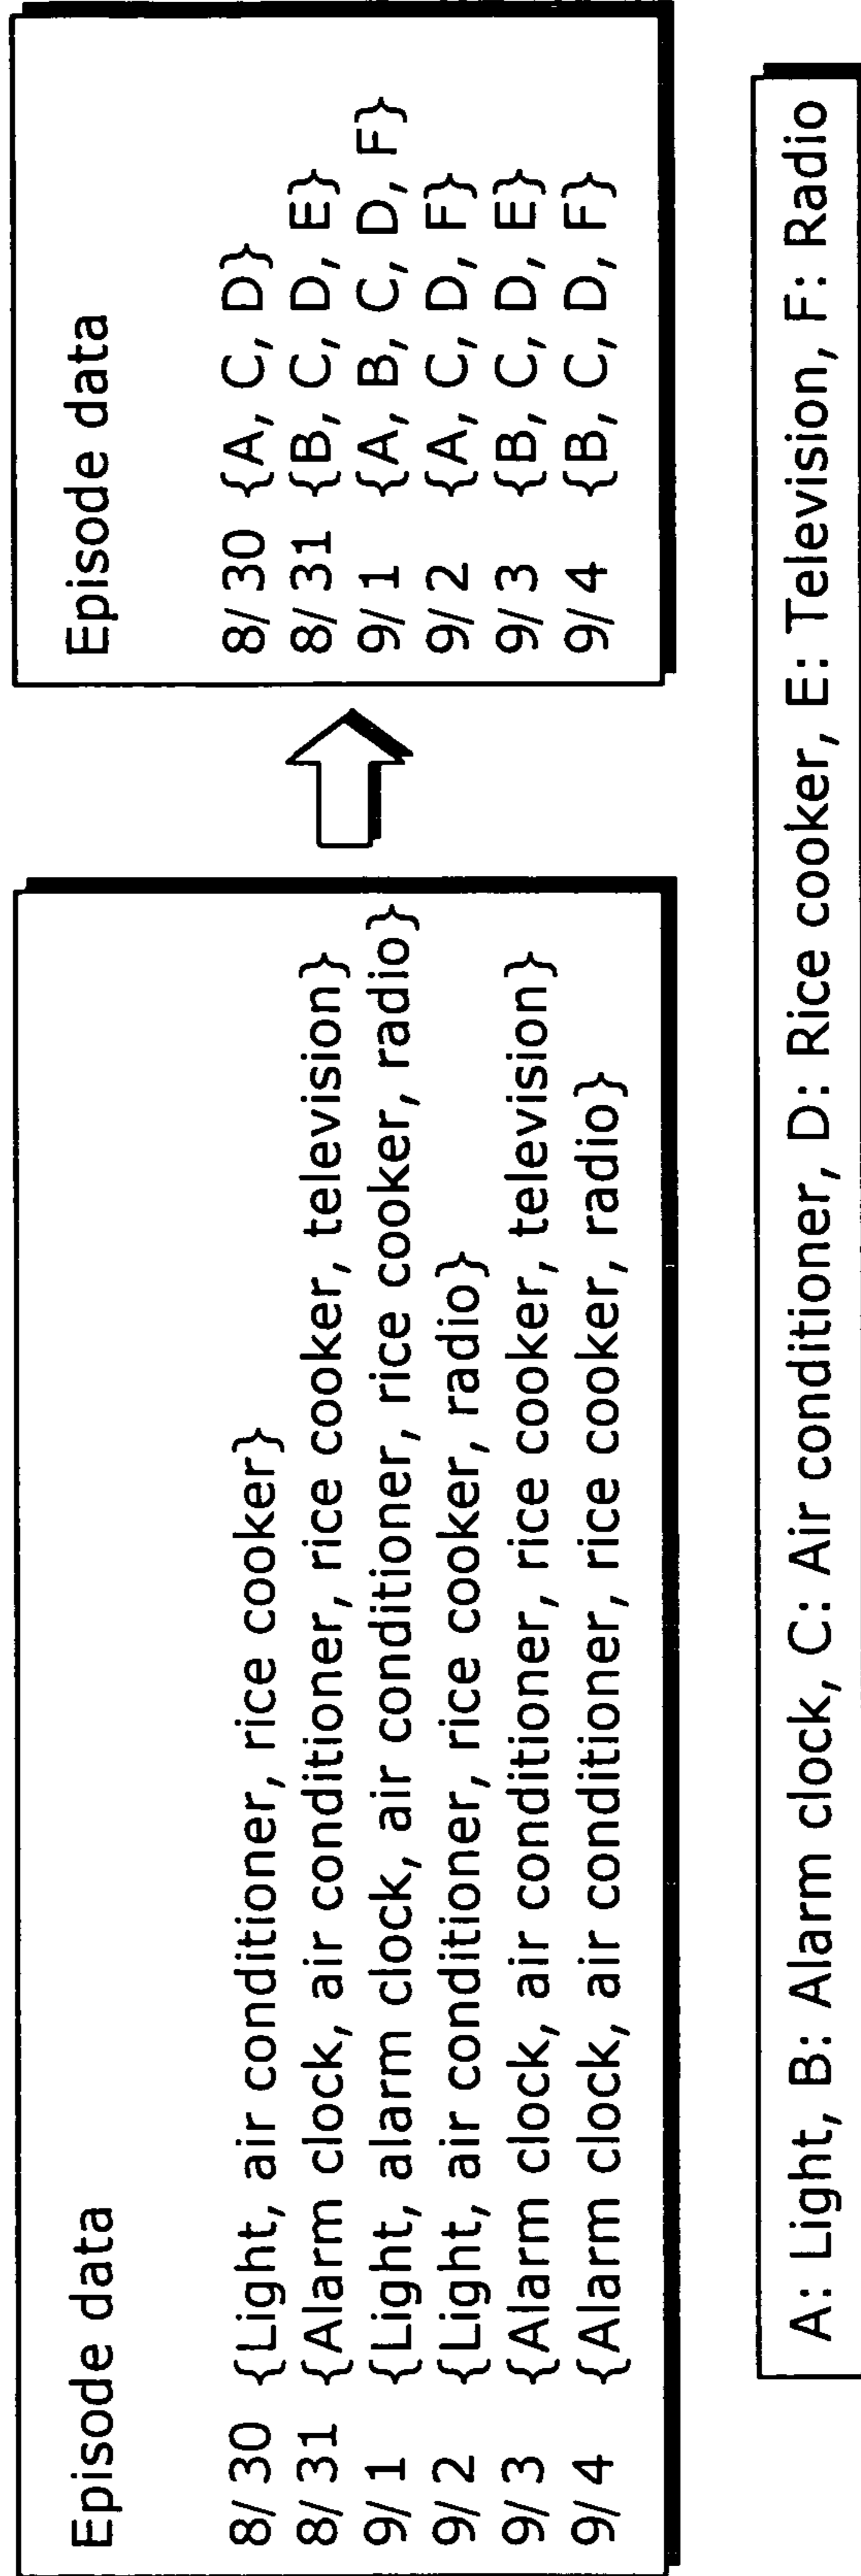 Episode data
8/30 {Light, air conditioner, rice cooker}
8/31 {Alarm clock, air conditioner, rice cooker, television}
9/1 {Light, alarm clock, air conditioner, rice cooker, radio}
9/2 {Light, air conditioner, rice cooker, radio}
9/3 {Alarm clock, air conditioner, rice cooker, television}
9/4 {Alarm clock, air conditioner, rice cooker, radio}
Episode data
8/30 {A, C, D}
8/31 {B, C, D, E}
9/1 {A, B, C, D, F}
9/2 {A, C, D, F}
9/3 {B, C, D, E}
9/4 {B, C, D, F}
A: Light, B: Alarm clock, C: Air conditioner, D: Rice cooker, E: Television, F: Radio